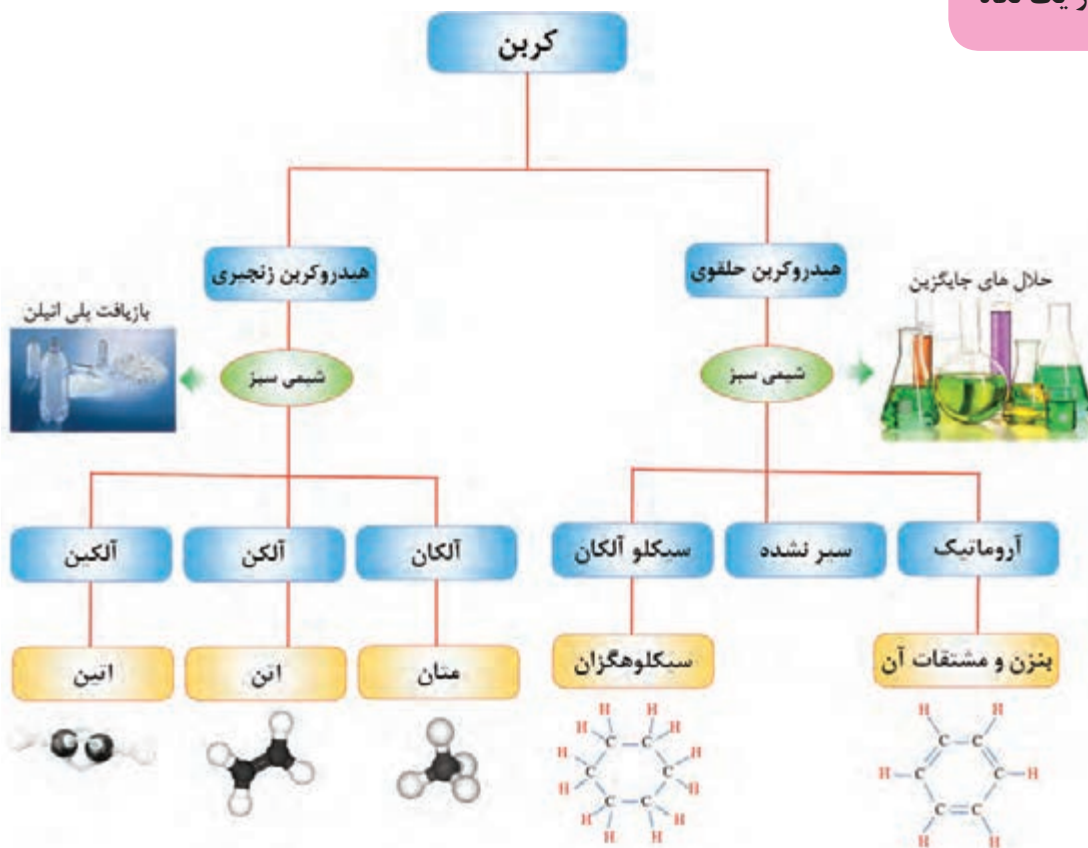 کربن
هیدروکربن حلقوی
هیدروکربن زنجیری
حلال های جایگزین
بازیافت پلی اتیلن
شیمی سبز
شیمی سبز
آروماتیک
سیر نشده
سیکلو آلکان
آلکان
آلکن
آلکین
بنزن و مشتقات آن
سیکلوهگزان
متان
اتن
اتین
H H H H
H C C H
H C C H
H C C H
H H H H
H H
C C
H C C H
C C
H H